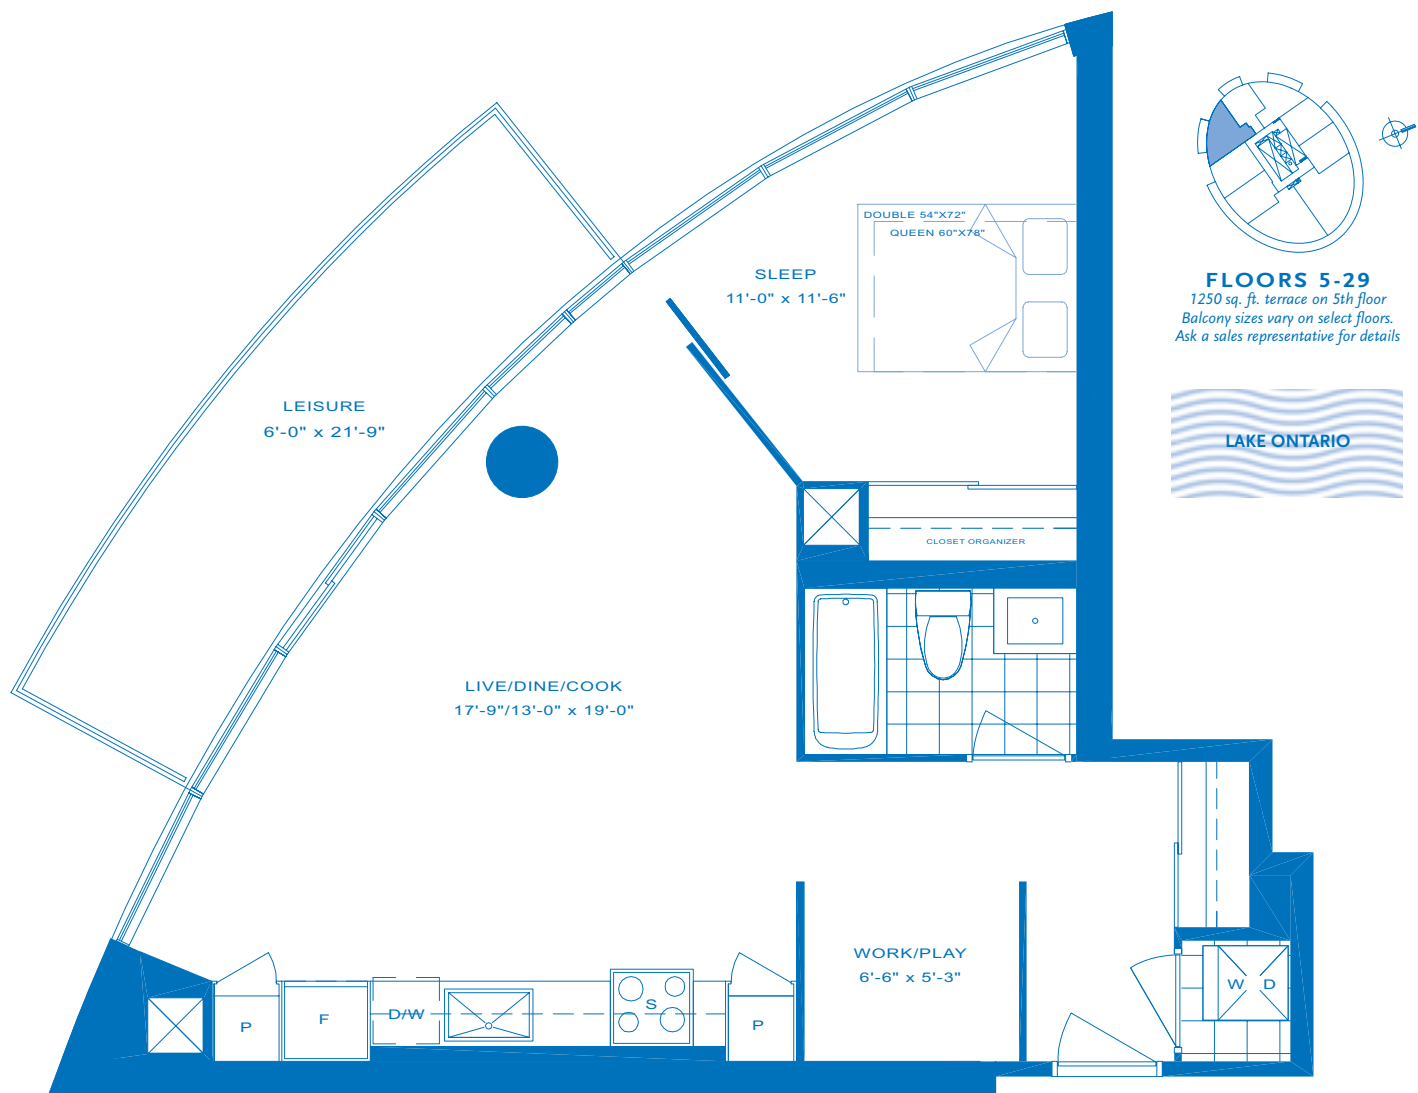 DOUBLE 54"X72"
QUEEN 60"X78"
SLEEP
11'-0" x 11'-6"
FLOORS 5-29
1250 sq. ft. terrace on 5th floor
Balcony sizes vary on select floors.
Ask a sales representative for details
LEISURE
6'-0" x 21'-9"
LAKE ONTARIO
CLOSET ORGANIZER
LIVE/DINE/COOK
17'-9"/13'-0" x 19'-0"
WORK/PLAY
6'-6" x 5'-3"
W D
P
F
D/W
S
P